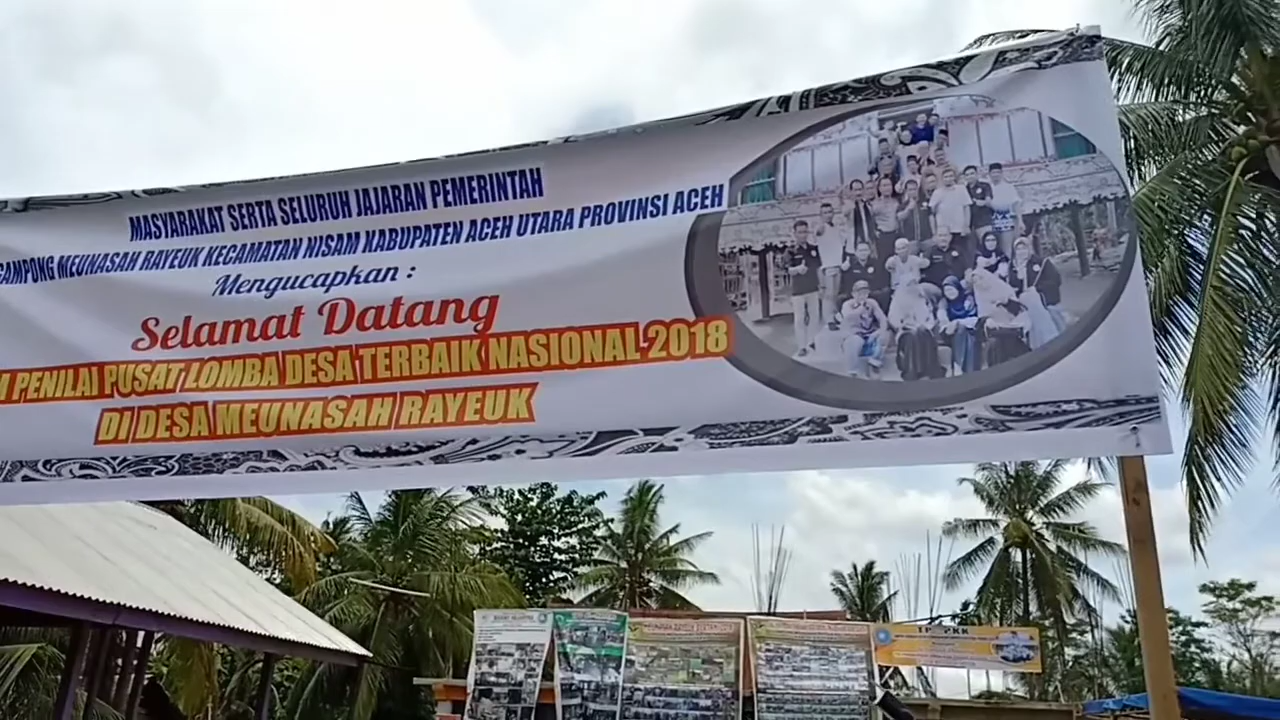 MASYARAKAT SERTA SELURUH JAJARAN PEMERINTAH
GAMPONG MEUNASAH RAYEUK KECAMATAN NISAM KABUPATEN ACEH UTARA PROVINSI ACEH
Mengucapkan :
Selamat Datang
PENILAI PUSAT LOMBA DESA TERBAIK NASIONAL 2018
DI DESA MEUNASAH RAYEUK